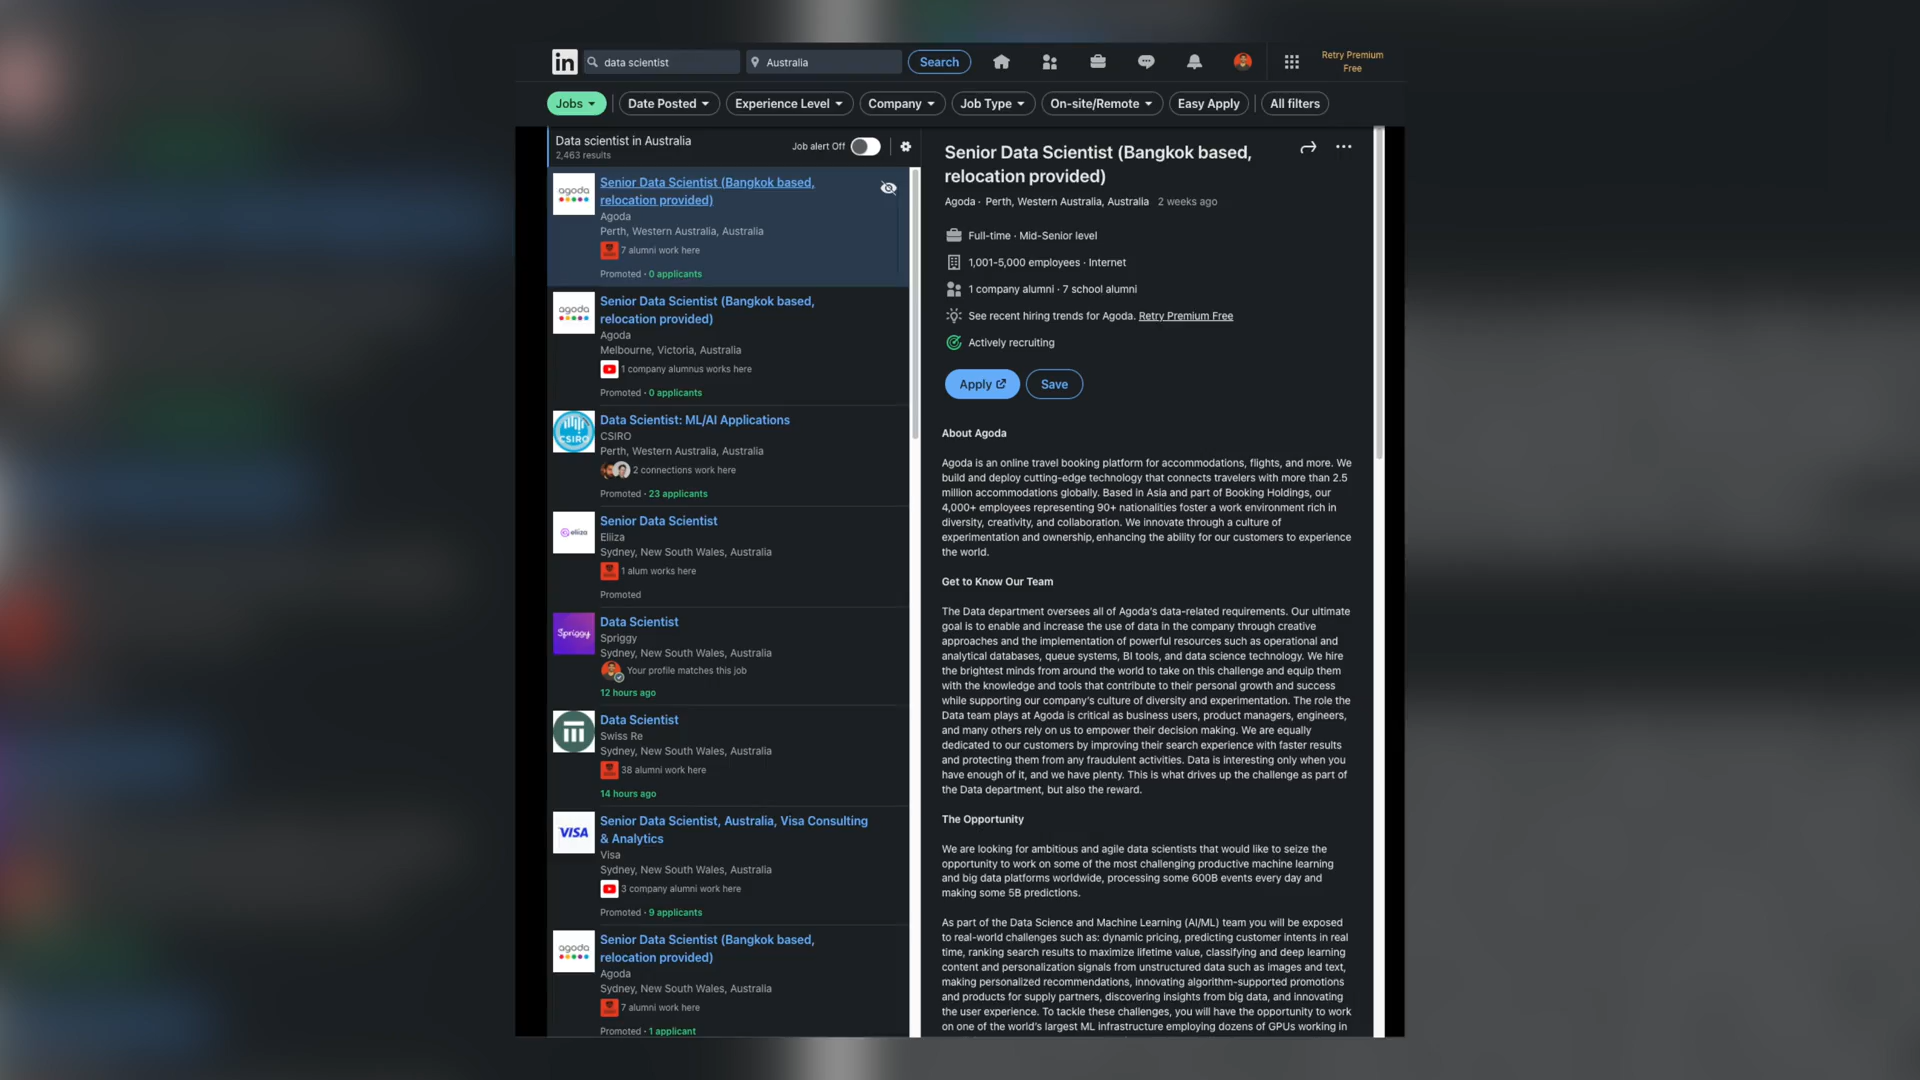 in
data scientist
Australia
Search
Retry Premium
Free
Jobs
Date Posted
Experience Level
Company
Job Type
On-site/Remote
Easy Apply
All filters
Data scientist in Australia
2,463 results
Job alert Off
agoda
Senior Data Scientist (Bangkok based,
relocation provided)
Agoda
Perth, Western Australia, Australia
7 alumni work here
Promoted · 0 applicants
agoda
Senior Data Scientist (Bangkok based,
relocation provided)
Agoda
Melbourne, Victoria, Australia
1 company alumnus works here
Promoted · 0 applicants
CSIRO
Data Scientist: ML/AI Applications
CSIRO
Perth, Western Australia, Australia
2 connections work here
Promoted · 23 applicants
eliiza
Senior Data Scientist
Eliiza
Sydney, New South Wales, Australia
1 alum works here
Promoted
Spriggy
Data Scientist
Spriggy
Sydney, New South Wales, Australia
Your profile matches this job
12 hours ago
Data Scientist
Swiss Re
Sydney, New South Wales, Australia
38 alumni work here
14 hours ago
VISA
Senior Data Scientist, Australia, Visa Consulting
& Analytics
Visa
Sydney, New South Wales, Australia
3 company alumni work here
Promoted · 9 applicants
agoda
Senior Data Scientist (Bangkok based,
relocation provided)
Agoda
Sydney, New South Wales, Australia
7 alumni work here
Promoted · 1 applicant
Senior Data Scientist (Bangkok based,
relocation provided)
Agoda · Perth, Western Australia, Australia 2 weeks ago
Full-time · Mid-Senior level
1,001-5,000 employees · Internet
1 company alumni · 7 school alumni
See recent hiring trends for Agoda. Retry Premium Free
Actively recruiting
Apply
Save
About Agoda
Agoda is an online travel booking platform for accommodations, flights, and more. We
build and deploy cutting-edge technology that connects travelers with more than 2.5
million accommodations globally. Based in Asia and part of Booking Holdings, our
4,000+ employees representing 90+ nationalities foster a work environment rich in
diversity, creativity, and collaboration. We innovate through a culture of
experimentation and ownership, enhancing the ability for our customers to experience
the world.
Get to Know Our Team
The Data department oversees all of Agoda's data-related requirements. Our ultimate
goal is to enable and increase the use of data in the company through creative
approaches and the implementation of powerful resources such as operational and
analytical databases, queue systems, BI tools, and data science technology. We hire
the brightest minds from around the world to take on this challenge and equip them
with the knowledge and tools that contribute to their personal growth and success
while supporting our company's culture of diversity and experimentation. The role the
Data team plays at Agoda is critical as business users, product managers, engineers,
and many others rely on us to empower their decision making. We are equally
dedicated to our customers by improving their search experience with faster results
and protecting them from any fraudulent activities. Data is interesting only when you
have enough of it, and we have plenty. This is what drives up the challenge as part of
the Data department, but also the reward.
The Opportunity
We are looking for ambitious and agile data scientists that would like to seize the
opportunity to work on some of the most challenging productive machine learning
and big data platforms worldwide, processing some 600B events every day and
making some 5B predictions.
As part of the Data Science and Machine Learning (AI/ML) team you will be exposed
to real-world challenges such as: dynamic pricing, predicting customer intents in real
time, ranking search results to maximize lifetime value, classifying and deep learning
content and personalization signals from unstructured data such as images and text,
making personalized recommendations, innovating algorithm-supported promotions
and products for supply partners, discovering insights from big data, and innovating
the user experience. To tackle these challenges, you will have the opportunity to work
on one of the world's largest ML infrastructure employing dozens of GPUs working in